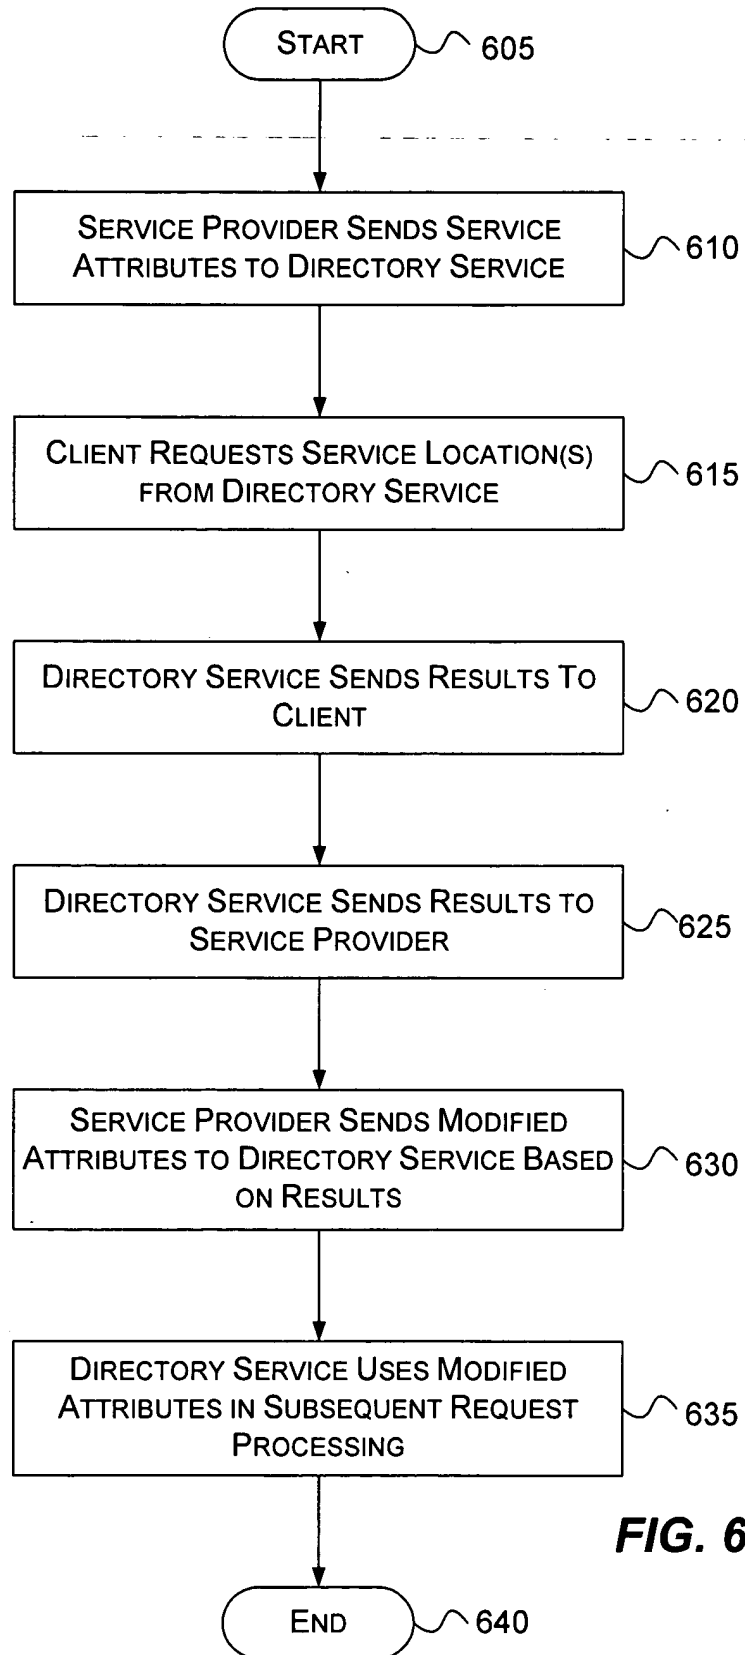 START
605
SERVICE PROVIDER SENDS SERVICE
ATTRIBUTES TO DIRECTORY SERVICE
610
CLIENT REQUESTS SERVICE LOCATION(S)
FROM DIRECTORY SERVICE
615
DIRECTORY SERVICE SENDS RESULTS TO
CLIENT
620
DIRECTORY SERVICE SENDS RESULTS TO
SERVICE PROVIDER
625
SERVICE PROVIDER SENDS MODIFIED
ATTRIBUTES TO DIRECTORY SERVICE BASED
ON RESULTS
630
DIRECTORY SERVICE USES MODIFIED
ATTRIBUTES IN SUBSEQUENT REQUEST
PROCESSING
635
FIG. 6
END
640